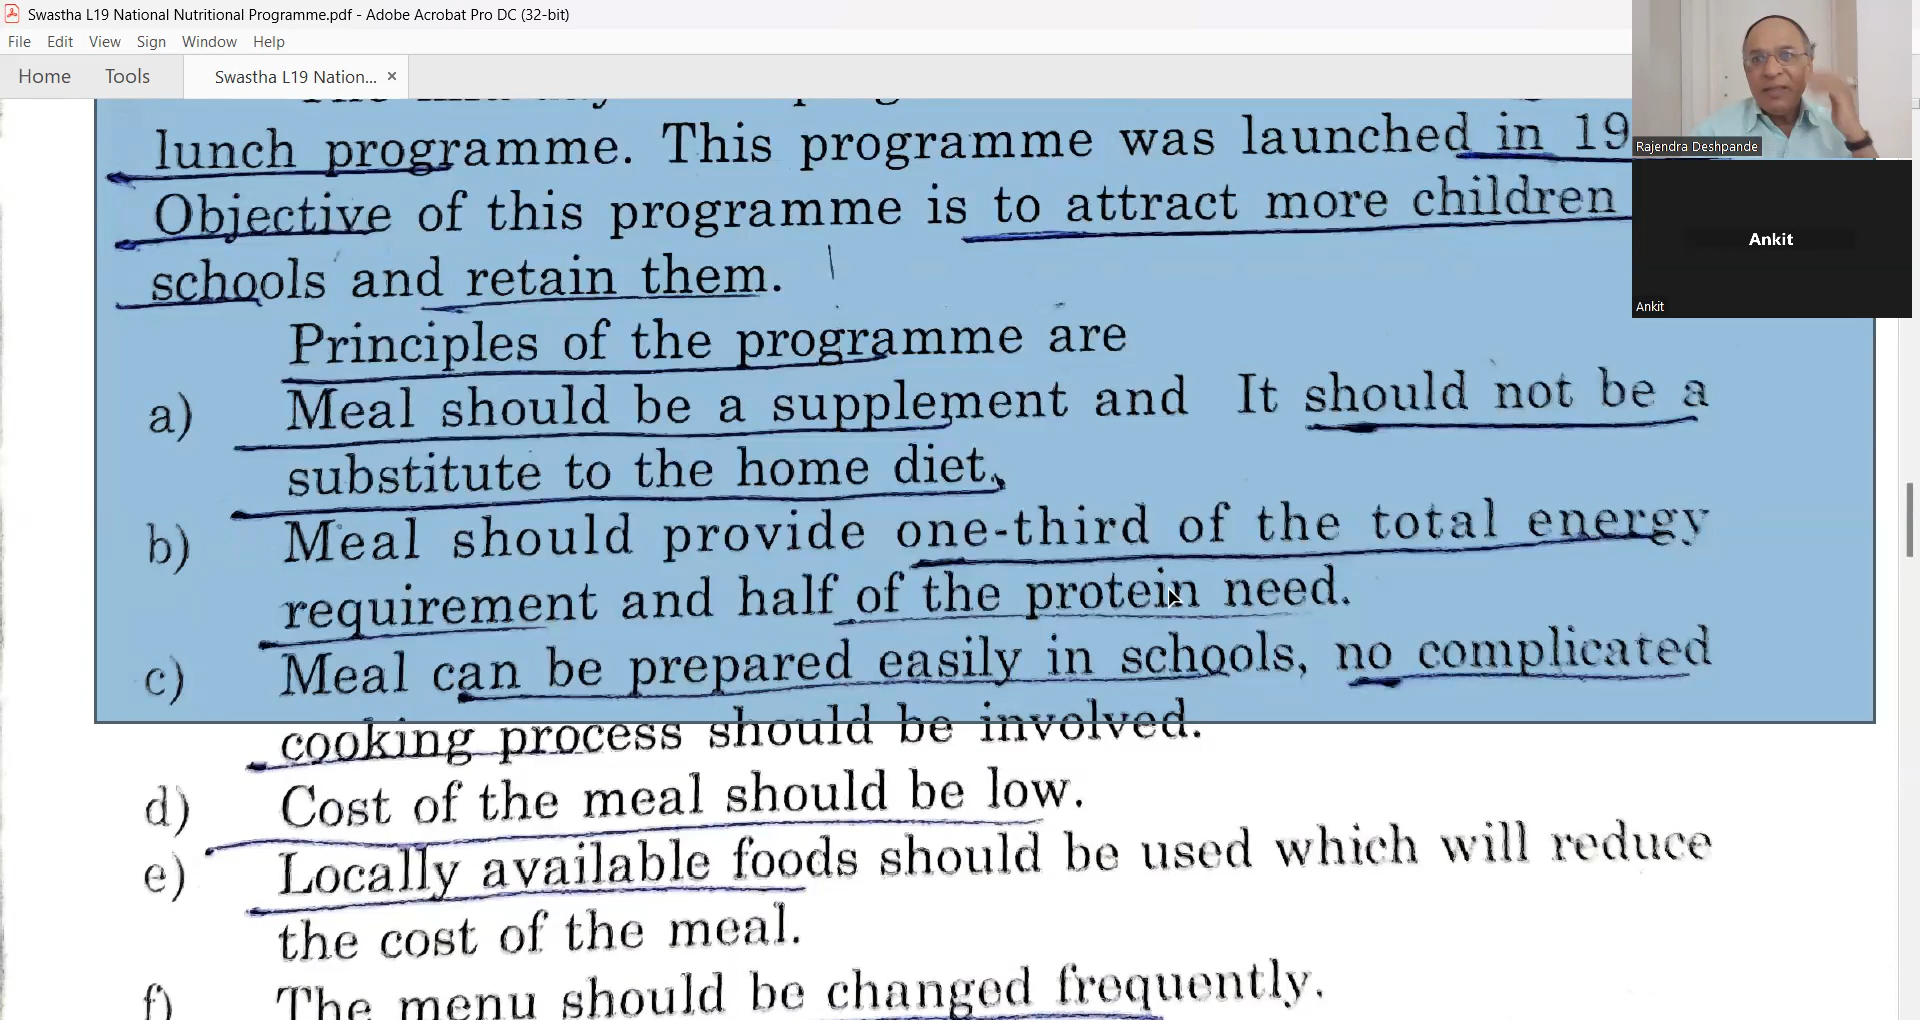 Swastha L19 National Nutritional Programme.pdf - Adobe Acrobat Pro DC (32-bit)
File Edit View Sign Window Help
Home Tools Swastha L19 Nation... ×
lunch programme. This programme was launched in 19
Rajendra Deshpande
Objective of this programme is to attract more children
Ankit
schools and retain them.
Ankit
Principles of the programme are
a) Meal should be a supplement and It should not be a
substitute to the home diet.
b) Meal should provide one-third of the total energy
requirement and half of the protein need.
c) Meal can be prepared easily in schools, no complicated
cooking process should be involved.
d) Cost of the meal should be low.
e) Locally available foods should be used which will reduce
the cost of the meal.
f) The menu should be changed frequently.